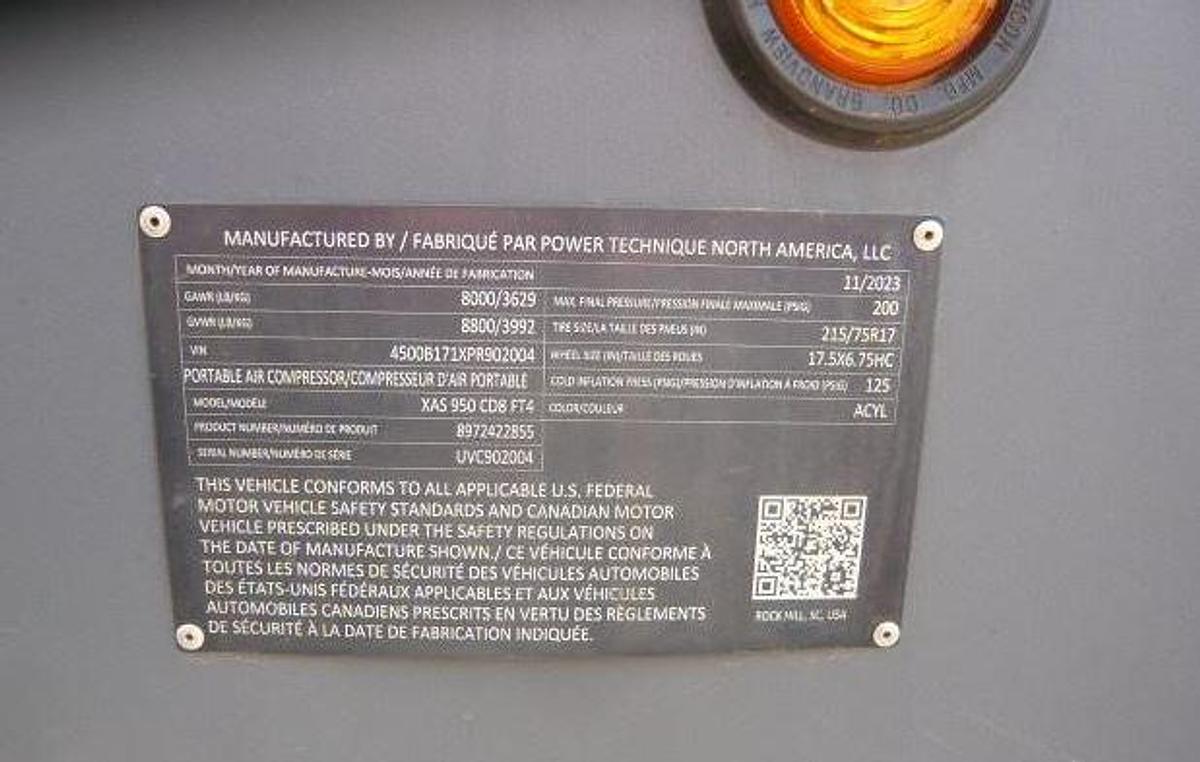 MFG. CO. GRANDVIEW
MANUFACTURED BY / FABRIQUÉ PAR POWER TECHNIQUE NORTH AMERICA, LLC
MONTH/YEAR OF MANUFACTURE-MOIS/ANNÉE DE FABRICATION 11/2023
GAWR (LB/KG) 8000/3629 MAX. FINAL PRESSURE/PRESSION FINALE MAXIMALE (PSIG) 200
GVWR (LB/KG) 8800/3992 TIRE SIZE/LA TAILLE DES PNEUS (IN) 215/75R17
VIN 4500B171XPR902004 WHEEL SIZE (IN)/TAILLE DES ROUES 17.5X6.75HC
PORTABLE AIR COMPRESSOR/COMPRESSEUR D'AIR PORTABLE COLD INFLATION PRESS (PSIG)/PRESSION D'INFLATION À FROID (PSIG) 125
MODEL/MODÈLE XAS 950 CD8 FT4 COLOR/COULEUR ACYL
PRODUCT NUMBER/NUMÉRO DE PRODUIT 8972422855
SERIAL NUMBER/NUMÉRO DE SÉRIE UVC902004
THIS VEHICLE CONFORMS TO ALL APPLICABLE U.S. FEDERAL
MOTOR VEHICLE SAFETY STANDARDS AND CANADIAN MOTOR
VEHICLE PRESCRIBED UNDER THE SAFETY REGULATIONS ON
THE DATE OF MANUFACTURE SHOWN./ CE VÉHICULE CONFORME À
TOUTES LES NORMES DE SÉCURITÉ DES VÉHICULES AUTOMOBILES
DES ÉTATS-UNIS FÉDÉRAUX APPLICABLES ET AUX VÉHICULES
AUTOMOBILES CANADIENS PRESCRITS EN VERTU DES RÈGLEMENTS
DE SÉCURITÉ À LA DATE DE FABRICATION INDIQUÉE.
ROCK HILL, SC, USA